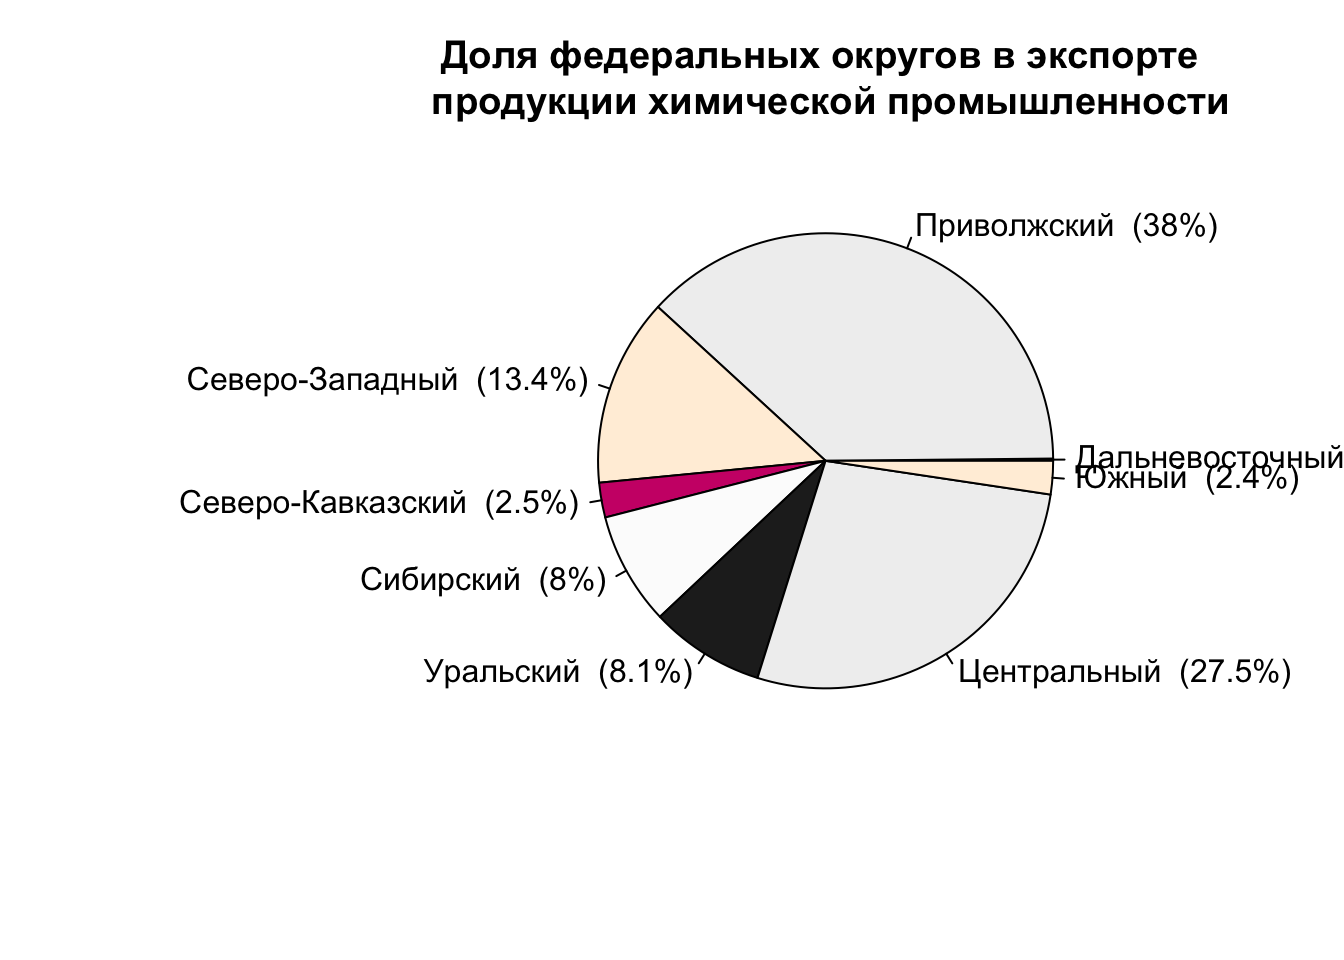 Доля федеральных округов в экспорте
продукции химической промышленности
Приволжский (38%)
Северо-Западный (13.4%)
Дальневосточный
Южный (2.4%)
Северо-Кавказский (2.5%)
Сибирский (8%)
Уральский (8.1%)
Центральный (27.5%)